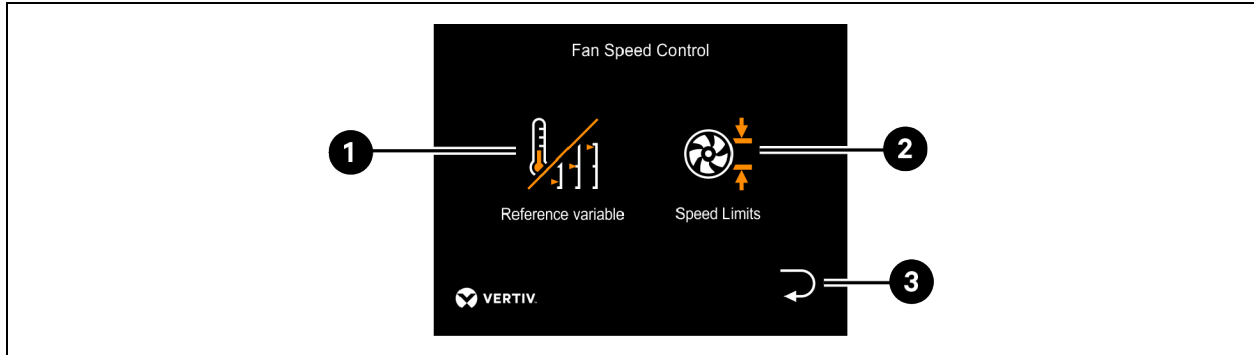 Fan Speed Control
1
2
Reference variable
Speed Limits
3
VERTIV.